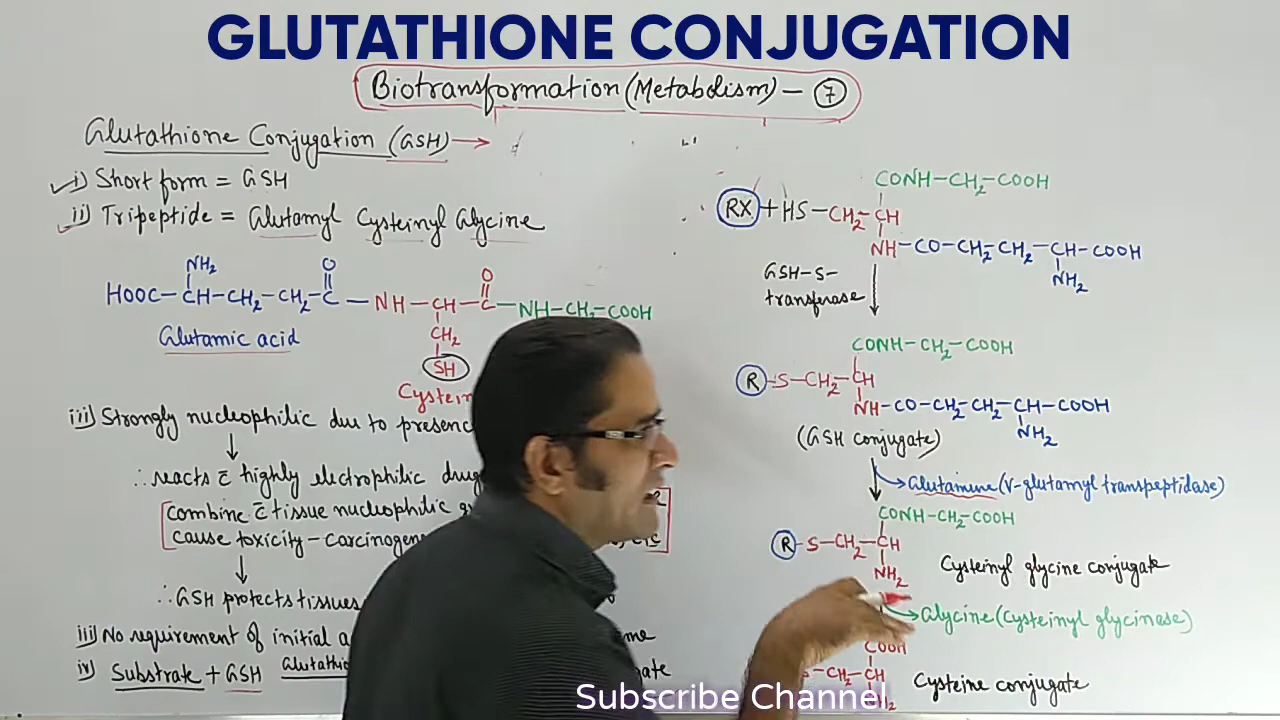 GLUTATHIONE CONJUGATION
Biotransformation (Metabolism) – 7
Glutathione Conjugation (GSH) →
i) Short form = GSH
ii) Tripeptide = Glutamyl Cysteinyl Glycine
NH2 O O
HOOC–CH–CH2–CH2–C–NH–CH–C–NH–CH2–COOH
Glutamic acid
CH2
SH
iii) Strongly nucleophilic due to
↓
∴ reacts c̄ highly electrophilic
combine c̄ tissue nucleophilic
cause toxicity –
etc
↓
∴ GSH protects tissues
iii) No requirement of initial
iv) Substrate + GSH
CONH–CH2–COOH
RX + HS–CH2–CH
NH–CO–CH2–CH2–CH–COOH
NH2
GSH–S–
transferase
CONH–CH2–COOH
R–S–CH2–CH
NH–CO–CH2–CH2–CH–COOH
NH2
(GSH conjugate)
Glutamine (γ-glutamyl transpeptidase)
CONH–CH2–COOH
R–S–CH2–CH
NH2
Cysteinyl glycine conjugate
Glycine (Cysteinyl glycinase)
COOH
–CH2–CH
Cysteine conjugate
Subscribe Channel